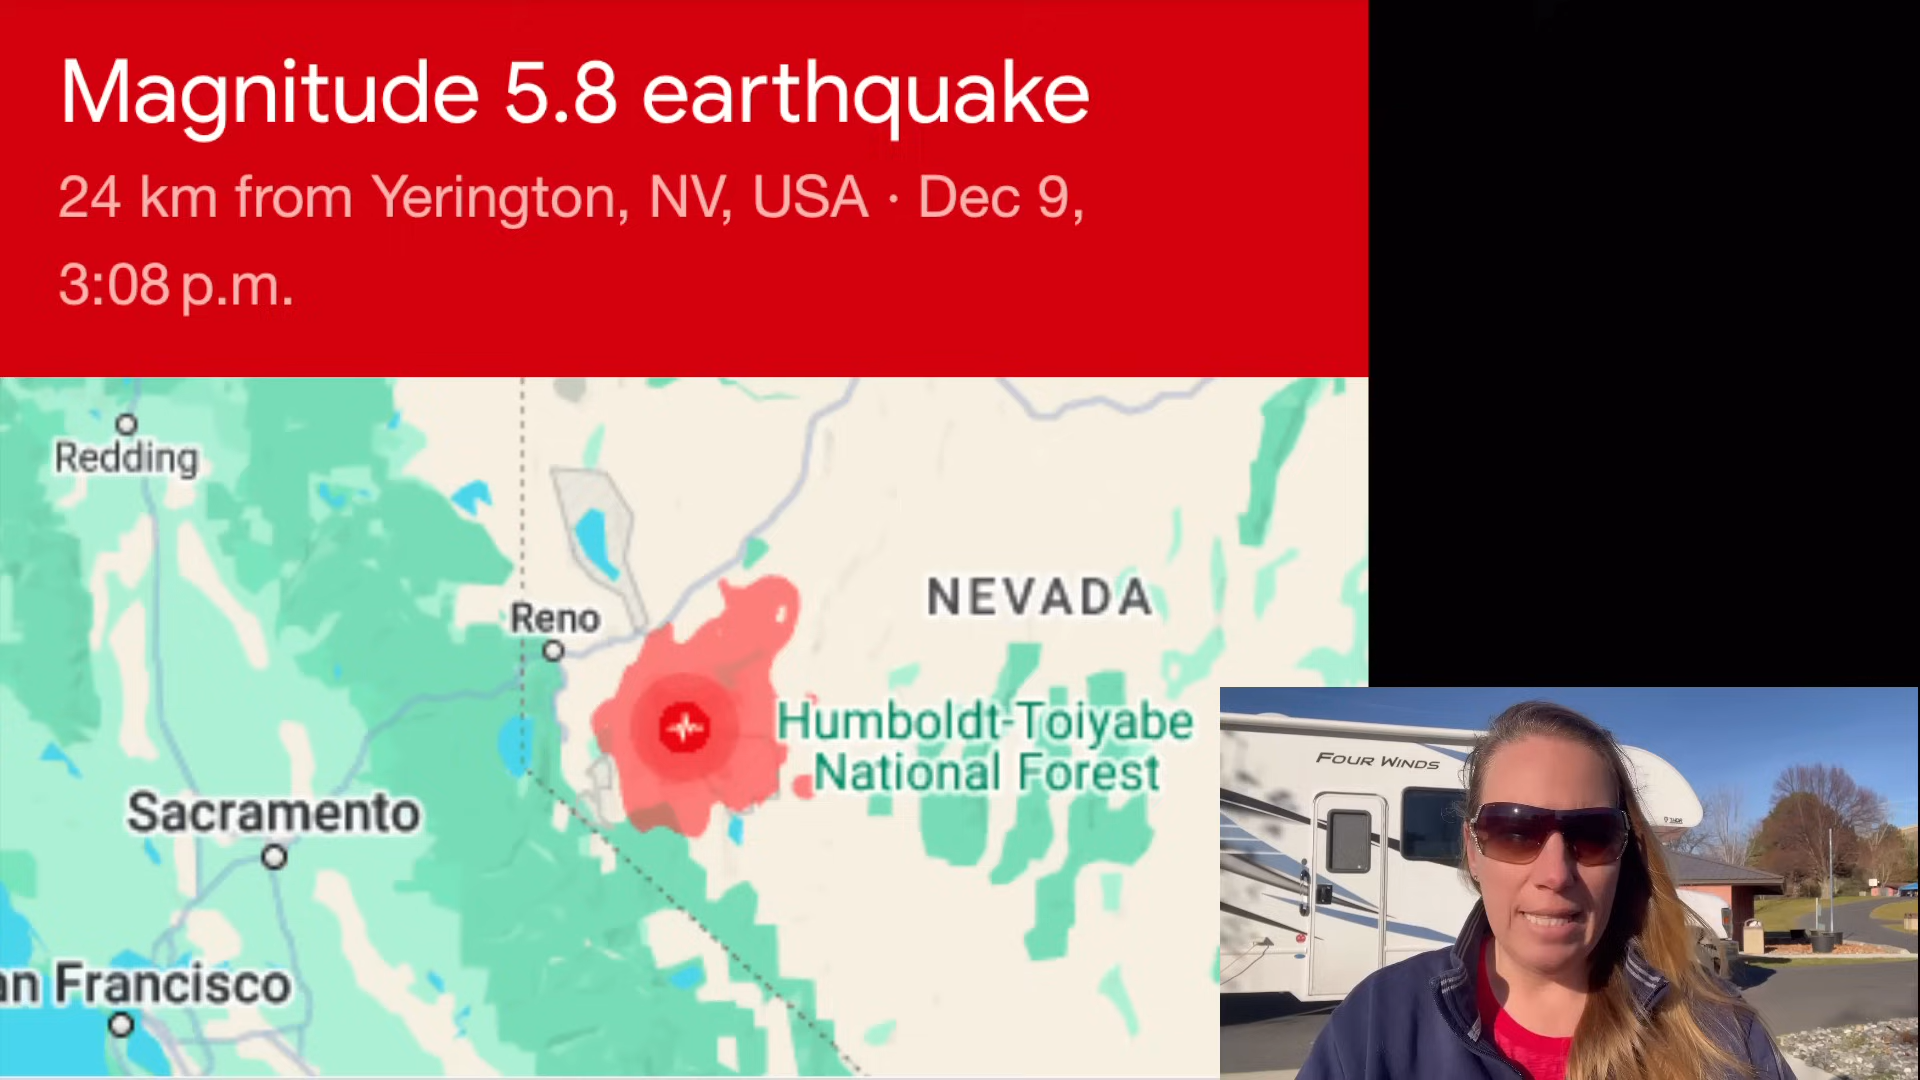 Magnitude 5.8 earthquake
24 km from Yerington, NV, USA · Dec 9,
3:08 p.m.
Redding
Reno
NEVADA
Humboldt-Toiyabe
National Forest
Sacramento
an Francisco
FOUR WINDS